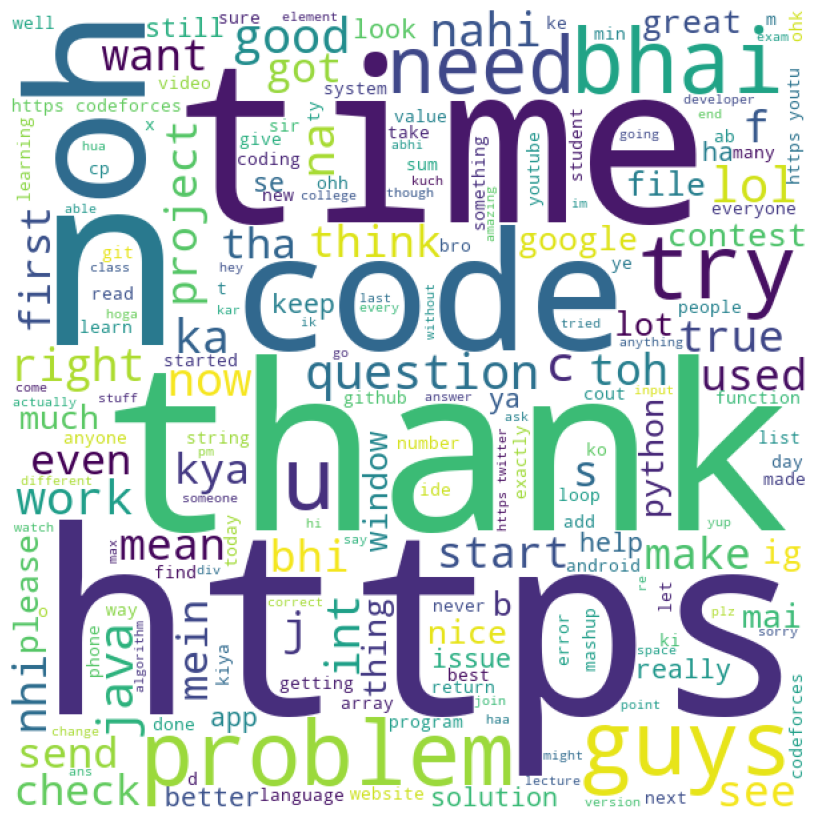 well
sure
element
still
good
look
nahi
ke
great
m
ohk
exam
want
got
min
oh
time
need
bhai
video
ty
system
developer
https codeforces
n
x
sir
value
end
f
https youtu
learning
hua
project
give
na
take
abhi
going
cp
coding
sum
something
youtube
student
ha
ab
many
se
ohh
kuch
though
file
lol
able
new
college
amazing
im
everyone
first
git
tha
think
bro
google
contest
class
t
hey
code
ye
try
read
keep
last
every
without
tried
people
hoga
kar
ik
lot
learn
ka
anything
true
right
started
question
c
toh
used
come
now
go
stuff
thank
github
answer
ya
cout
function
actually
ask
input
much
string
window
number
exactly
ko
python
list
anyone
even
pm
kya
u
ide
https twitter
s
loop
day
different
someone
made
work
add
watch
today
hi
say
yup
max
https
mean
bhi
start
help
make
ig
please
find
div
android
re
o
correct
never
b
let
plz
mai
way
j
int
thing
nice
error
mashup
ki
sorry
nhi
phone
java
algorithm
mein
kiya
issue
space
really
getting
best
return
array
join
point
codeforces
done
app
program
haa
change
send
problem
might
guys
see
ans
check
d
better
language
website
solution
lecture
version
next